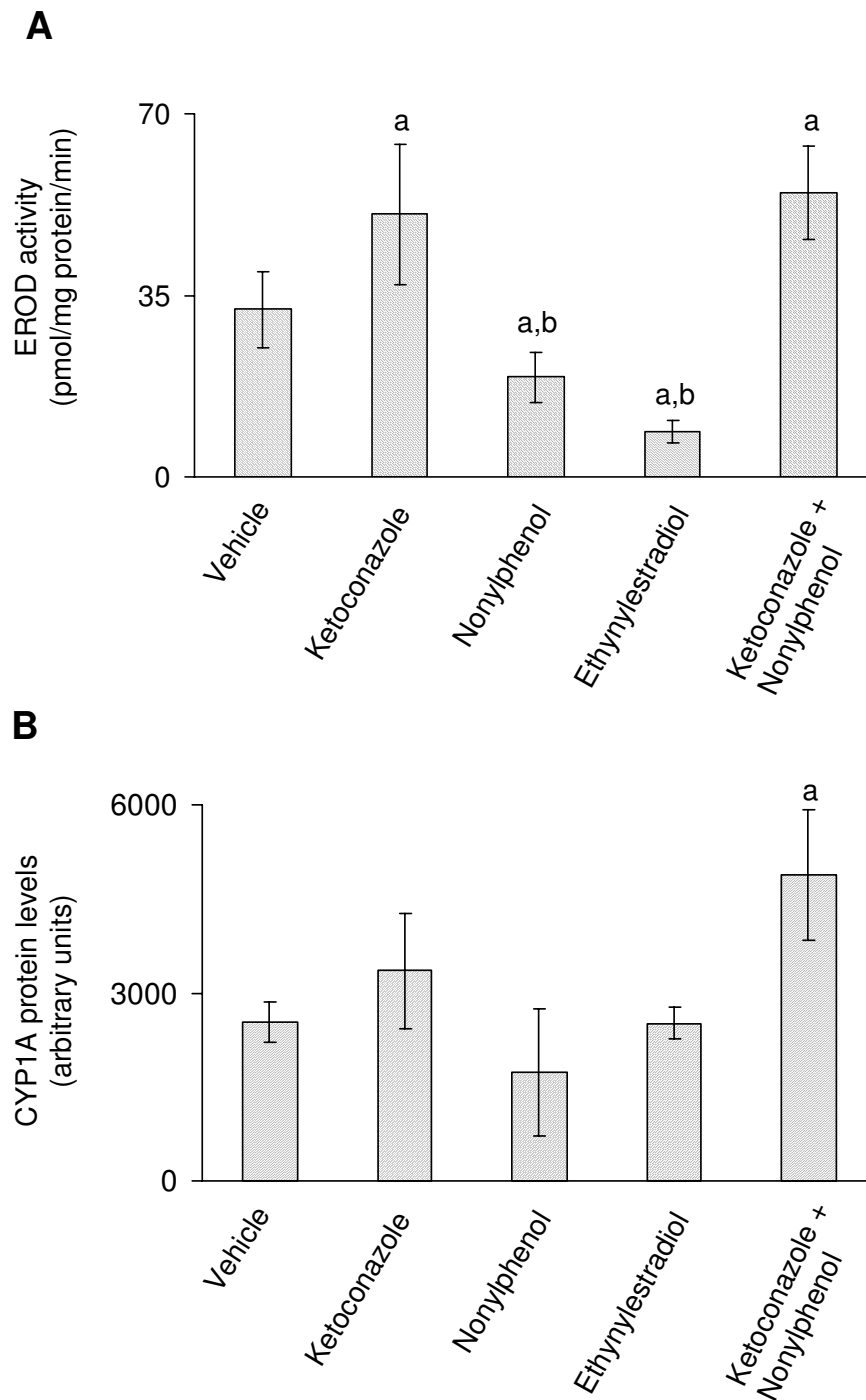 A
EROD activity
(pmol/mg protein/min)
70
35
0
a
a,b
a,b
a
Vehicle
Ketoconazole
Nonylphenol
Ethynylestradiol
Ketoconazole +
Nonylphenol
B
CYP1A protein levels
(arbitrary units)
6000
3000
0
a
Vehicle
Ketoconazole
Nonylphenol
Ethynylestradiol
Ketoconazole +
Nonylphenol